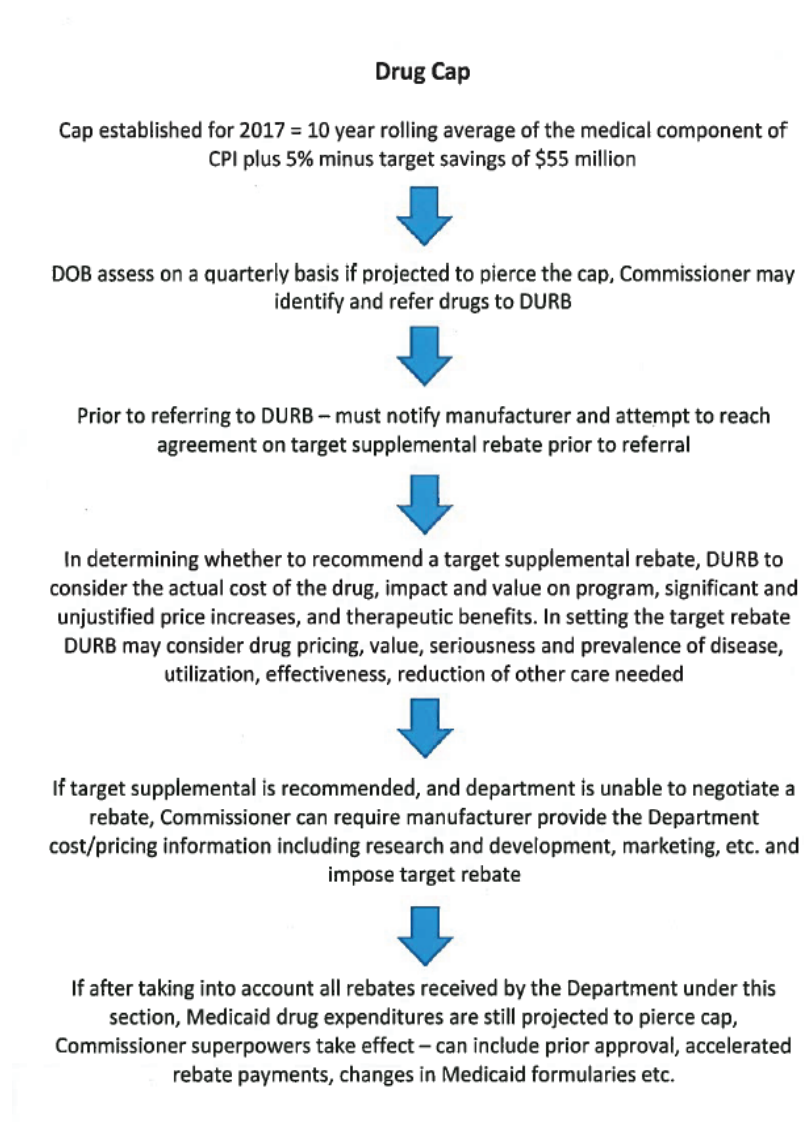 Drug Cap
Cap established for 2017 = 10 year rolling average of the medical component of
CPI plus 5% minus target savings of $55 million
DOB assess on a quarterly basis if projected to pierce the cap, Commissioner may
identify and refer drugs to DURB
Prior to referring to DURB – must notify manufacturer and attempt to reach
agreement on target supplemental rebate prior to referral
In determining whether to recommend a target supplemental rebate, DURB to
consider the actual cost of the drug, impact and value on program, significant and
unjustified price increases, and therapeutic benefits. In setting the target rebate
DURB may consider drug pricing, value, seriousness and prevalence of disease,
utilization, effectiveness, reduction of other care needed
If target supplemental is recommended, and department is unable to negotiate a
rebate, Commissioner can require manufacturer provide the Department
cost/pricing information including research and development, marketing, etc. and
impose target rebate
If after taking into account all rebates received by the Department under this
section, Medicaid drug expenditures are still projected to pierce cap,
Commissioner superpowers take effect – can include prior approval, accelerated
rebate payments, changes in Medicaid formularies etc.